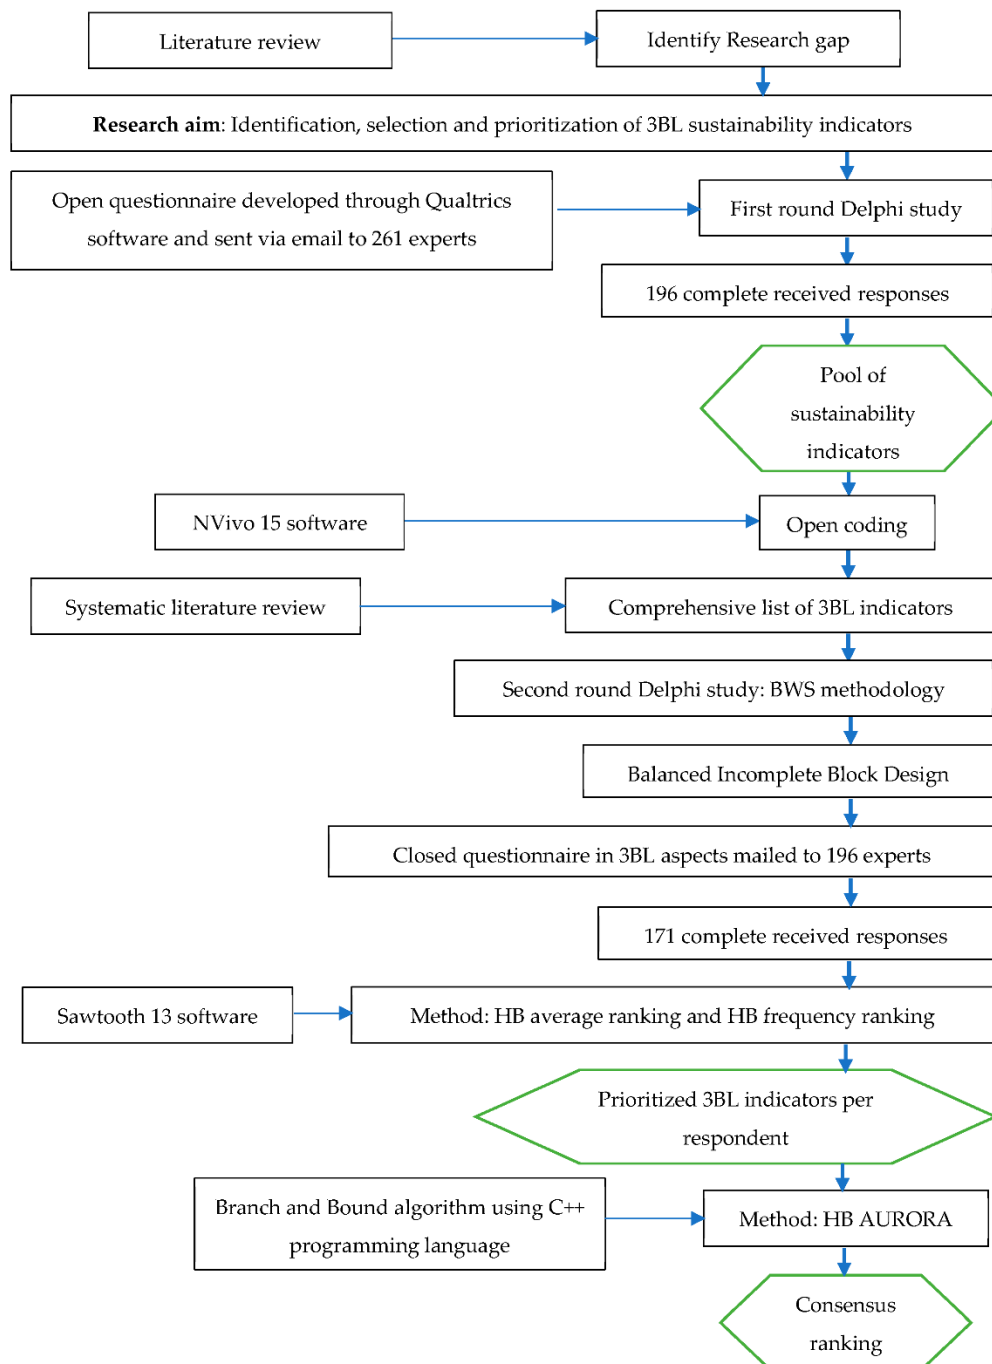 Literature review
Identify Research gap
Research aim: Identification, selection and prioritization of 3BL sustainability indicators
Open questionnaire developed through Qualtrics
software and sent via email to 261 experts
First round Delphi study
196 complete received responses
Pool of
sustainability
indicators
NVivo 15 software
Open coding
Systematic literature review
Comprehensive list of 3BL indicators
Second round Delphi study: BWS methodology
Balanced Incomplete Block Design
Closed questionnaire in 3BL aspects mailed to 196 experts
171 complete received responses
Sawtooth 13 software
Method: HB average ranking and HB frequency ranking
Prioritized 3BL indicators per
respondent
Branch and Bound algorithm using C++
programming language
Method: HB AURORA
Consensus
ranking